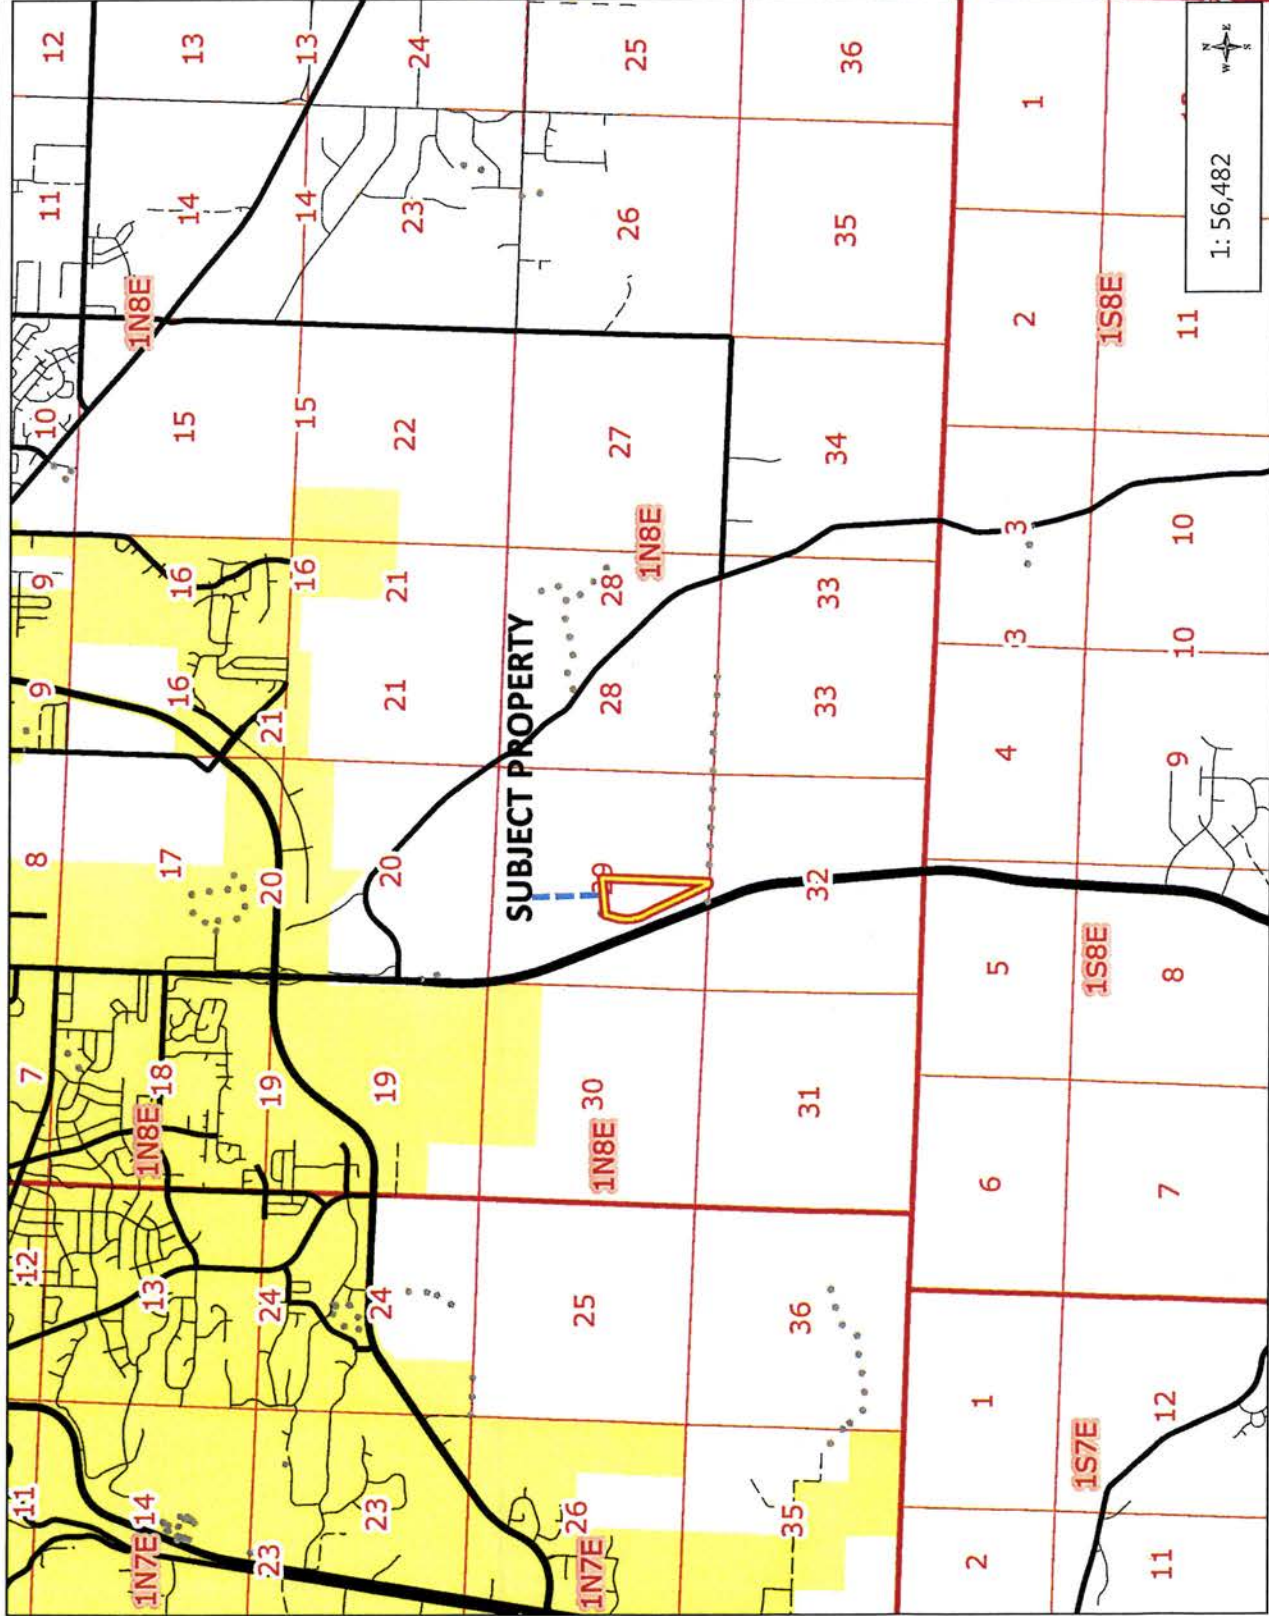 11 12 7 8 9 9 10 11 12
14 13 18 17 16 16 15 14 13
1N7E 1N8E 1N8E
23 24 19 20 21 16 15 14 13
23 24 19 20 21 21 22 23 24
SUBJECT PROPERTY
26 25 30 28 28 27 26 25
1N7E 1N8E 1N8E
35 36 31 32 33 33 34 35 36
2 1 6 5 4 3 3 2 1
1S7E 1S8E 1S8E
11 12 7 8 9 10 10 11
1: 56,482
N
W E
S